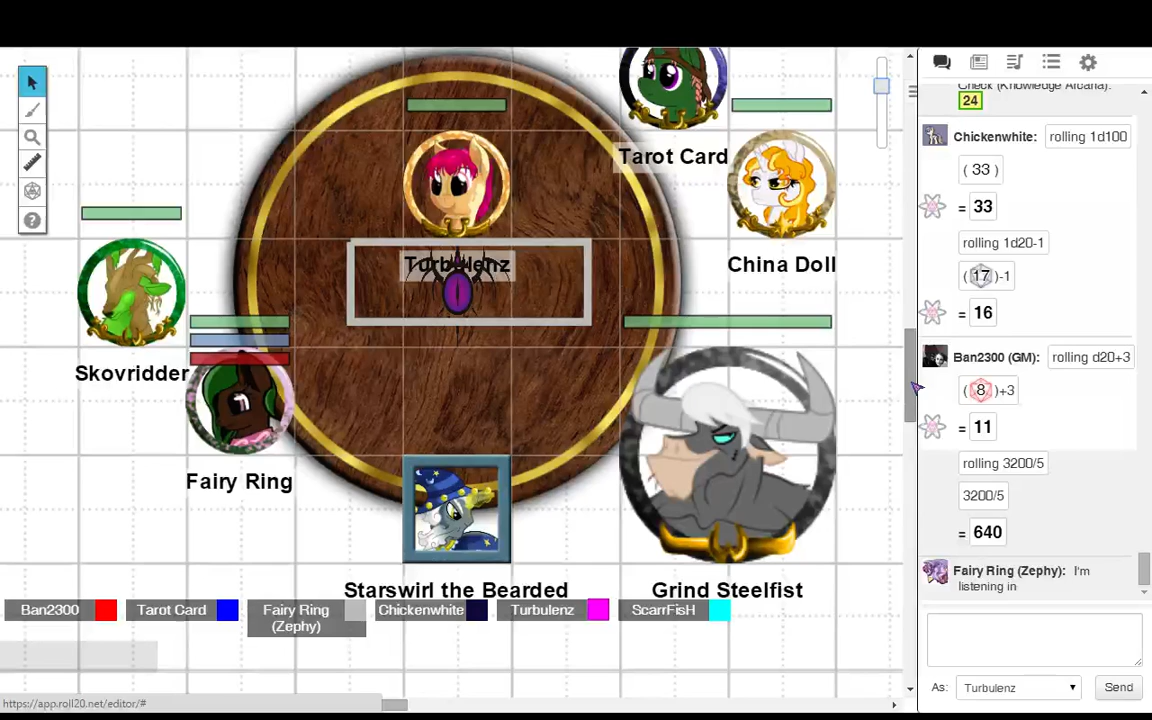 Check (Knowledge Arcana):
24
Chickenwhite: rolling 1d100
( 33 )
= 33
rolling 1d20-1
(17)-1
= 16
Ban2300 (GM): rolling d20+3
(8)+3
= 11
rolling 3200/5
3200/5
= 640
Fairy Ring (Zephy): I'm
listening in
As: Turbulenz
Send
Tarot Card
Turbulenz
China Doll
Skovridder
Fairy Ring
Starswirl the Bearded
Grind Steelfist
Ban2300
Tarot Card
Fairy Ring
(Zephy)
Chickenwhite
Turbulenz
ScarrFisH
https://app.roll20.net/editor/#